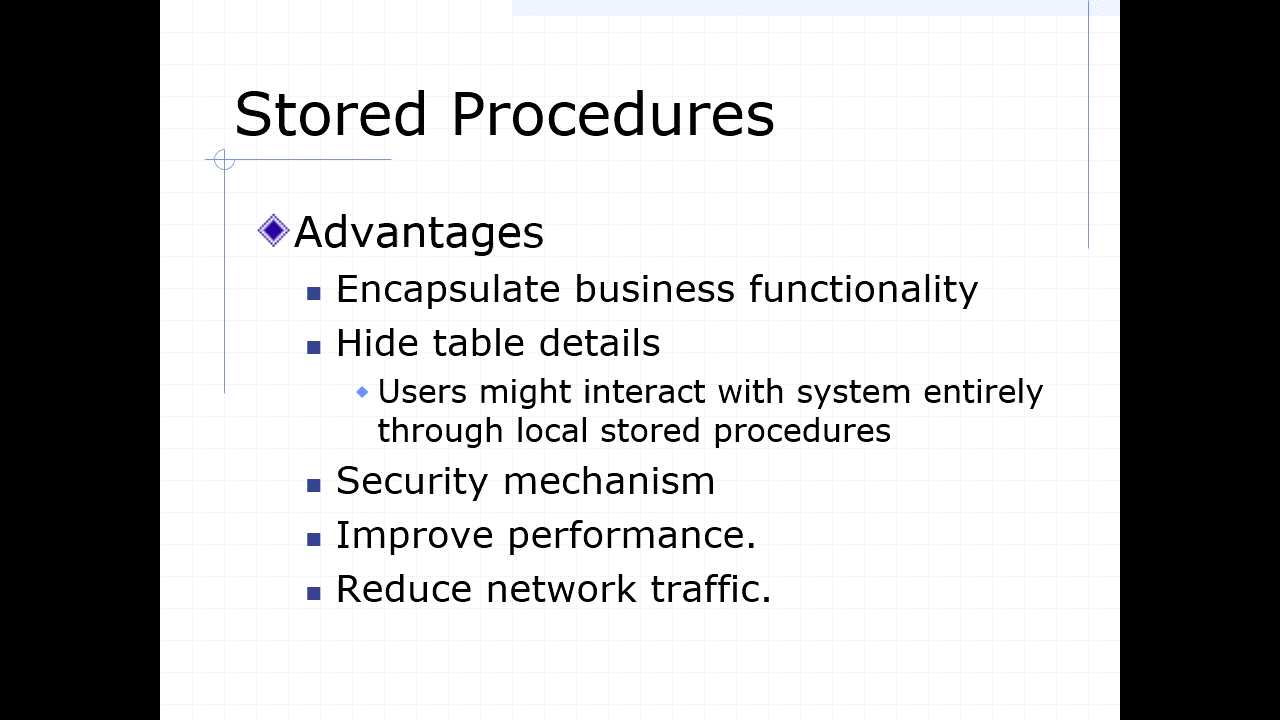 Stored Procedures
Advantages
Encapsulate business functionality
Hide table details
Users might interact with system entirely
through local stored procedures
Security mechanism
Improve performance.
Reduce network traffic.